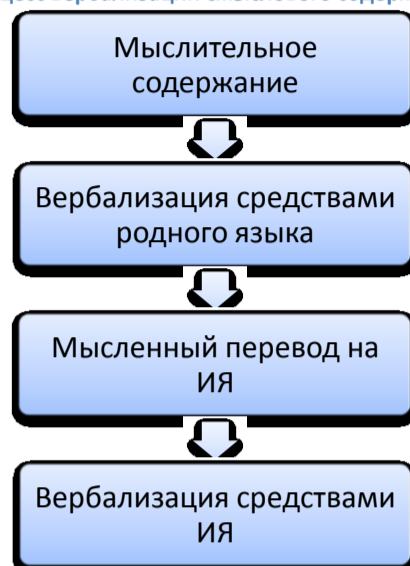 Мыслительное
содержание
Вербализация средствами
родного языка
Мысленный перевод на
ИЯ
Вербализация средствами
ИЯ